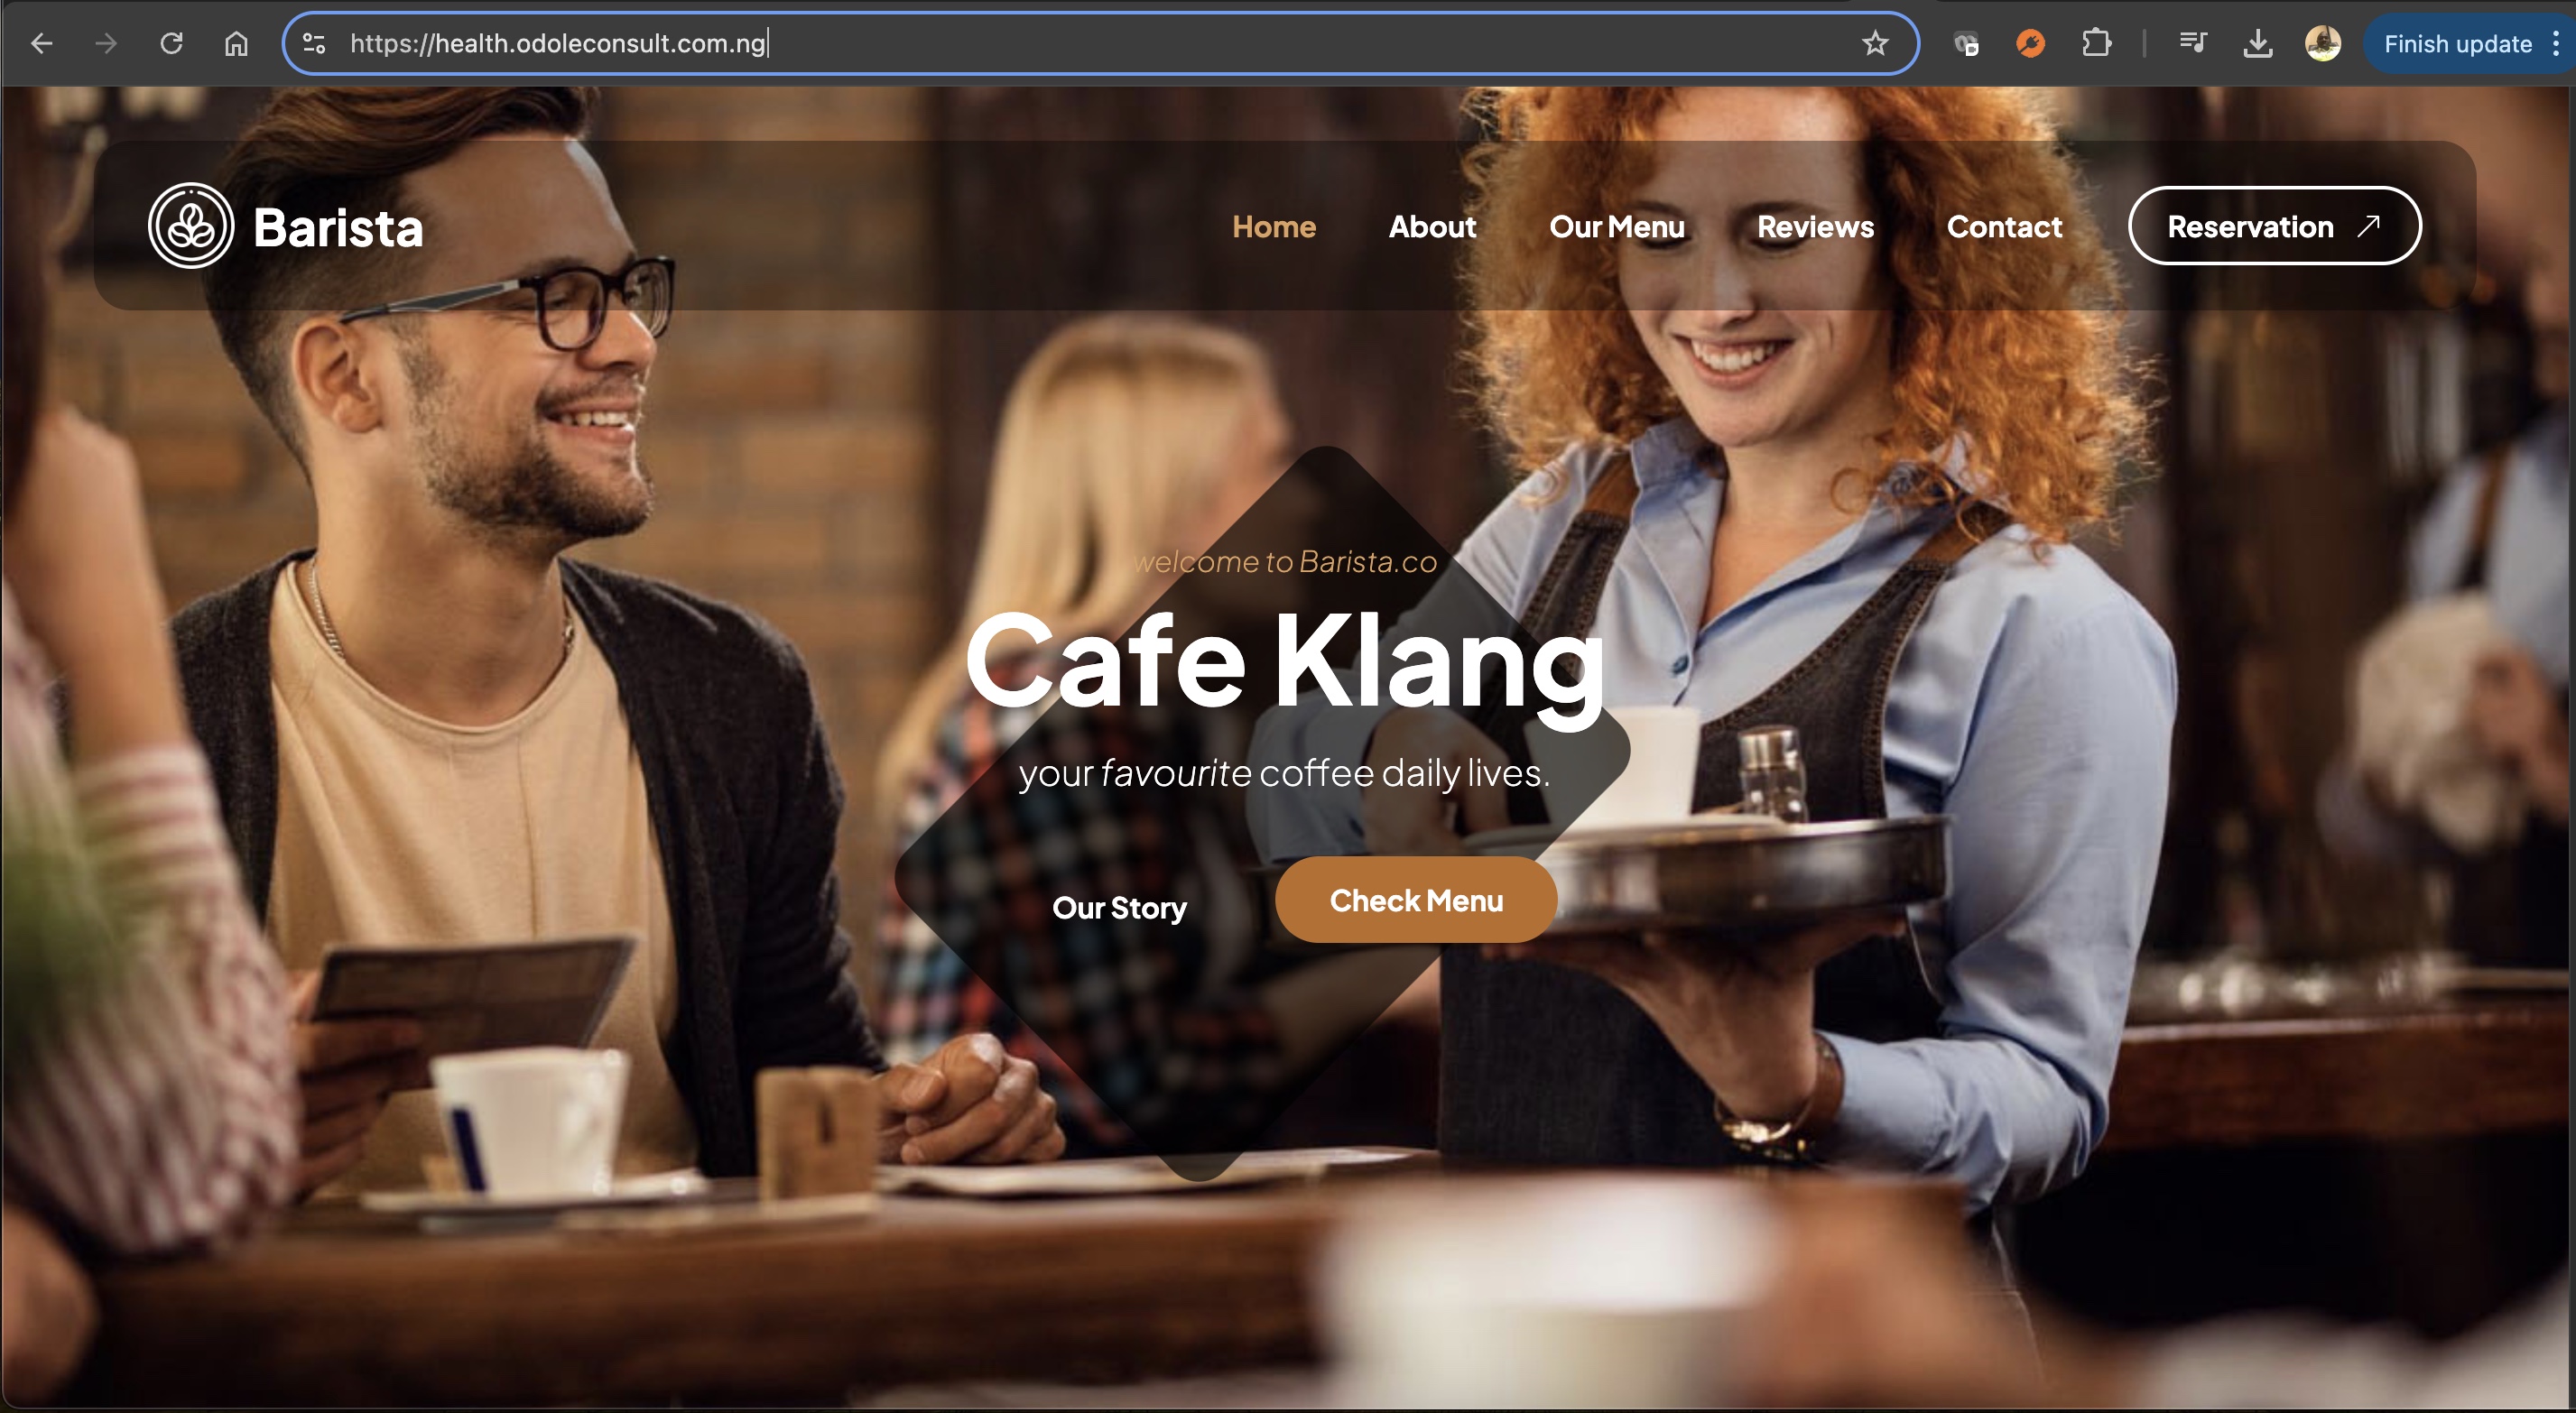 https://health.odoleconsult.com.ng
Finish update
Barista
Home
About
Our Menu
Reviews
Contact
Reservation
welcome to Barista.co
Cafe Klang
your favourite coffee daily lives.
Our Story
Check Menu